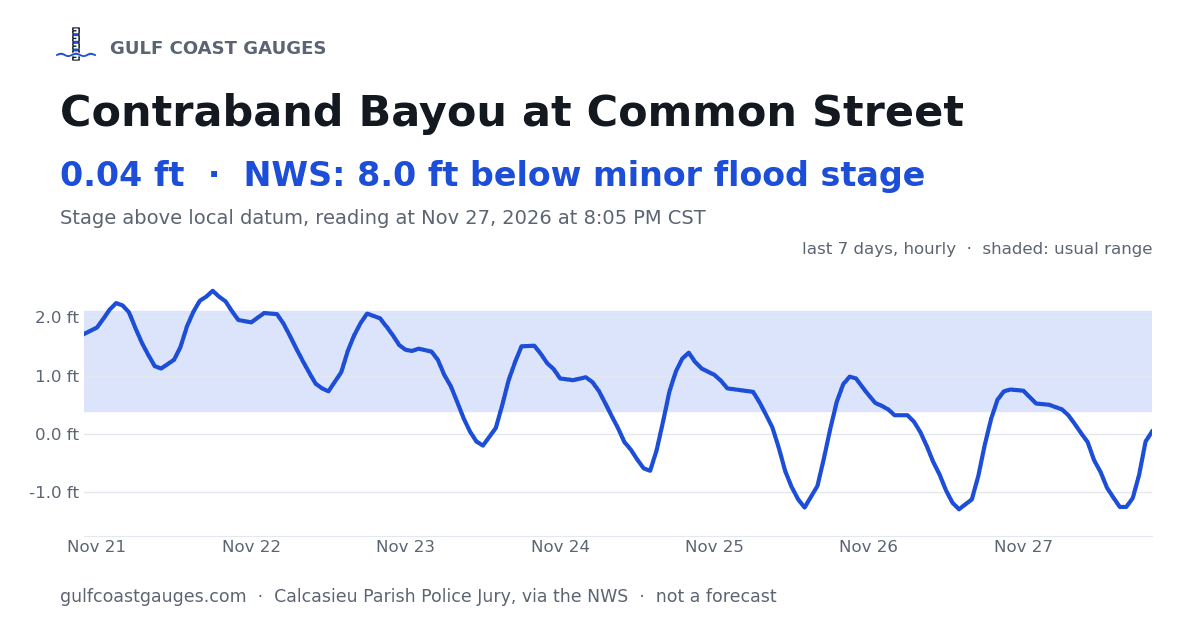 GULF COAST GAUGES
Contraband Bayou at Common Street
0.04 ft · NWS: 8.0 ft below minor flood stage
Stage above local datum, reading at Nov 27, 2026 at 8:05 PM CST
last 7 days, hourly · shaded: usual range
2.0 ft
1.0 ft
0.0 ft
-1.0 ft
Nov 21 Nov 22 Nov 23 Nov 24 Nov 25 Nov 26 Nov 27
gulfcoastgauges.com · Calcasieu Parish Police Jury, via the NWS · not a forecast